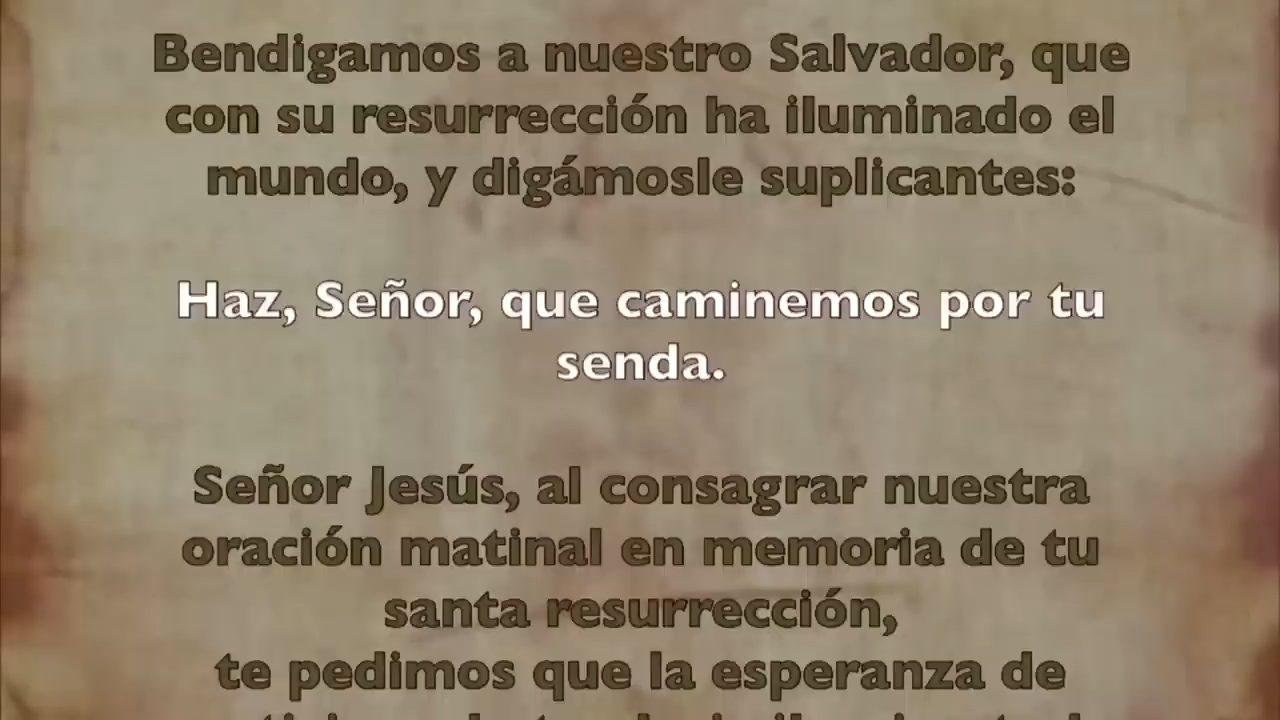 Bendigamos a nuestro Salvador, que
con su resurrección ha iluminado el
mundo, y digámosle suplicantes:
Haz, Señor, que caminemos por tu
senda.
Señor Jesús, al consagrar nuestra
oración matinal en memoria de tu
santa resurrección,
te pedimos que la esperanza de